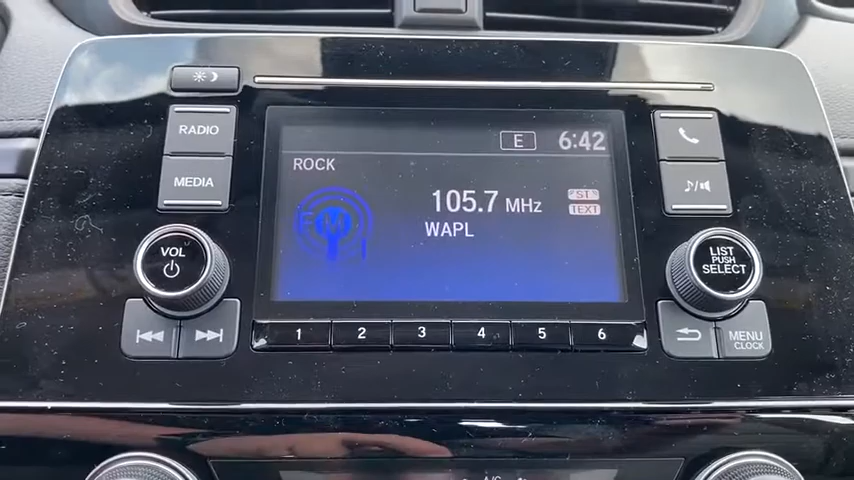 RADIO
MEDIA
VOL
E 6:42
ROCK
FM
105.7 MHz ST
WAPL TEXT
LIST
PUSH
SELECT
1 2 3 4 5 6
MENU
CLOCK
A/C